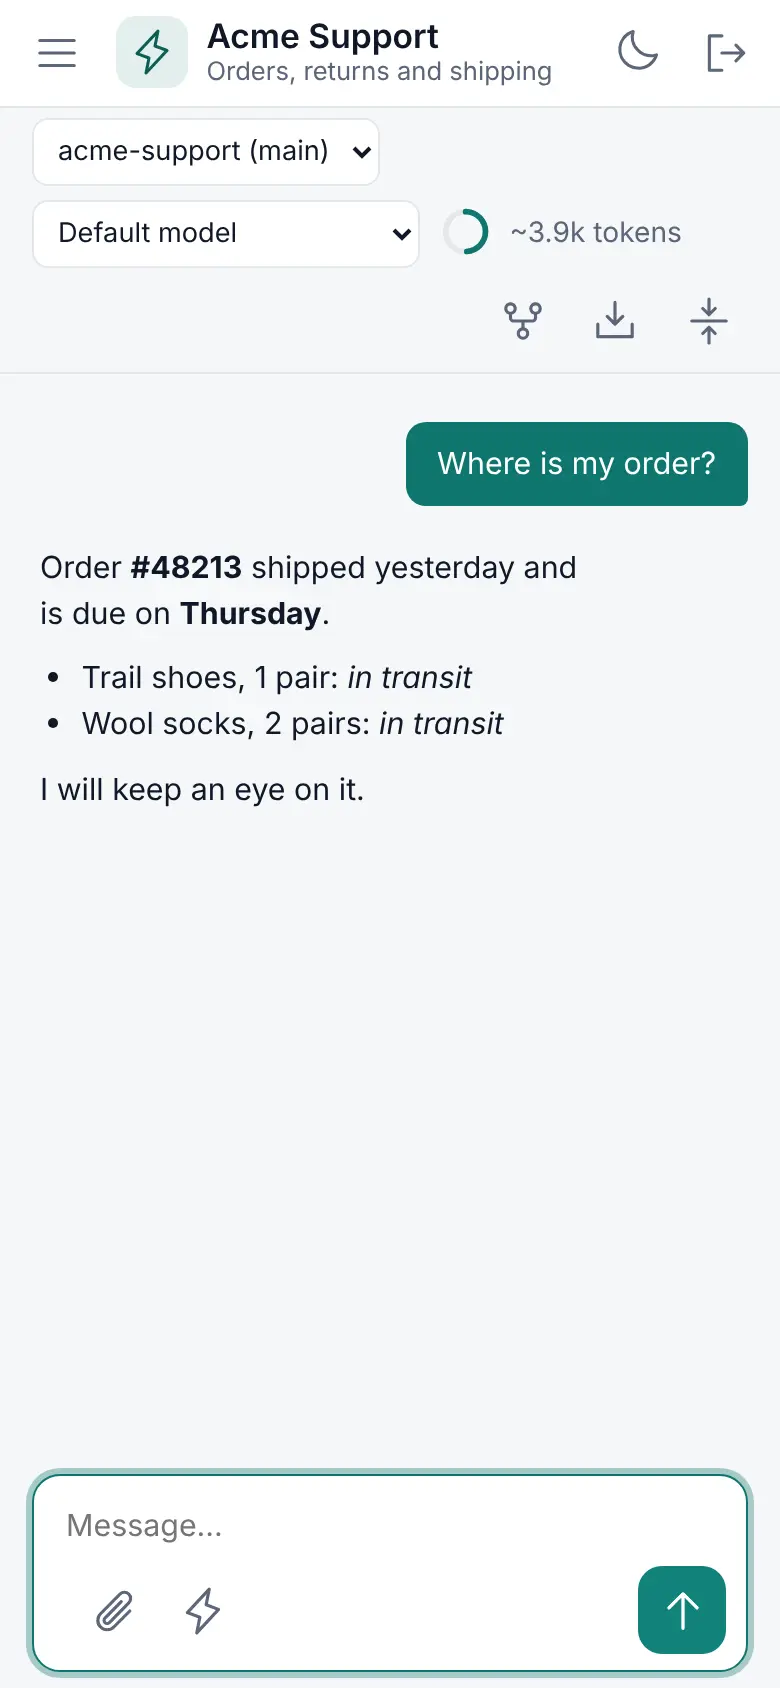 Acme Support
Orders, returns and shipping
acme-support (main)
Default model
~3.9k tokens
Where is my order?
Order #48213 shipped yesterday and
is due on Thursday.
• Trail shoes, 1 pair: in transit
• Wool socks, 2 pairs: in transit
I will keep an eye on it.
Message...